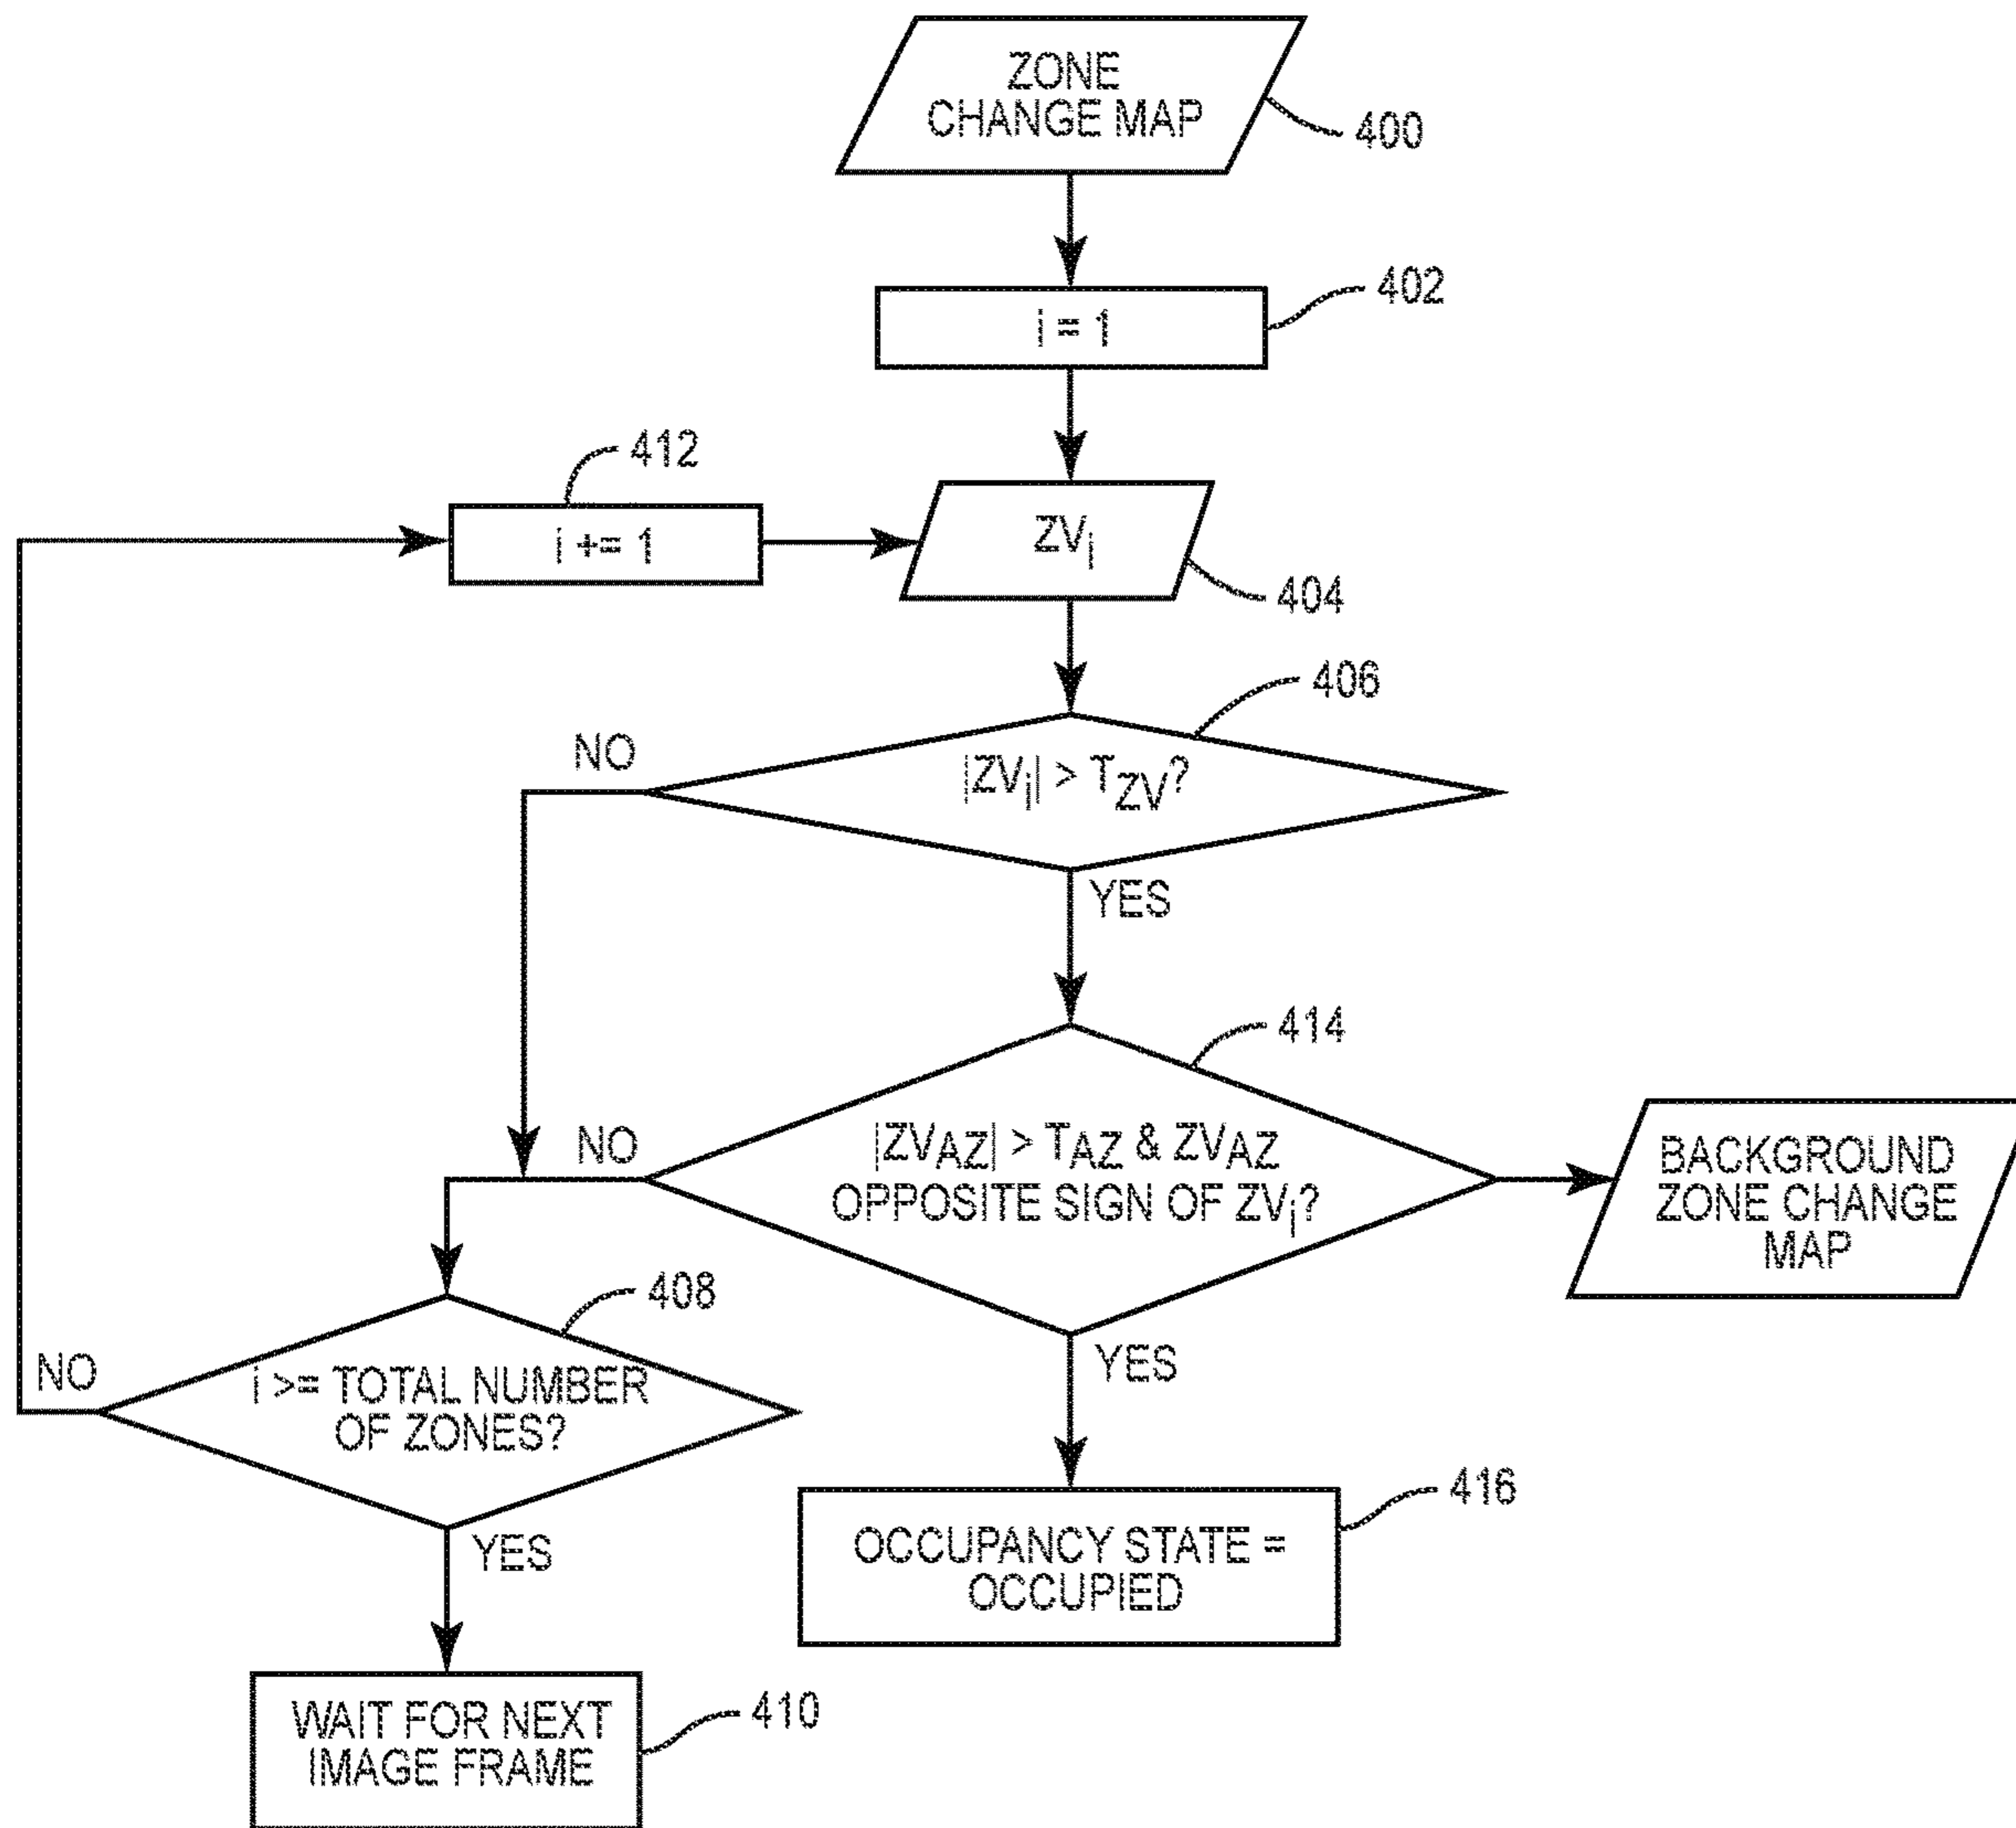 ZONE
CHANGE MAP
400
402
i = 1
412
i += 1
ZVi
404
406
NO
|ZVi| > TZV?
YES
414
NO
|ZVAZ| > TAZ & ZVAZ
OPPOSITE SIGN OF ZVi?
BACKGROUND
ZONE CHANGE
MAP
408
NO
i >= TOTAL NUMBER
OF ZONES?
YES
YES
416
OCCUPANCY STATE =
OCCUPIED
WAIT FOR NEXT
IMAGE FRAME
410